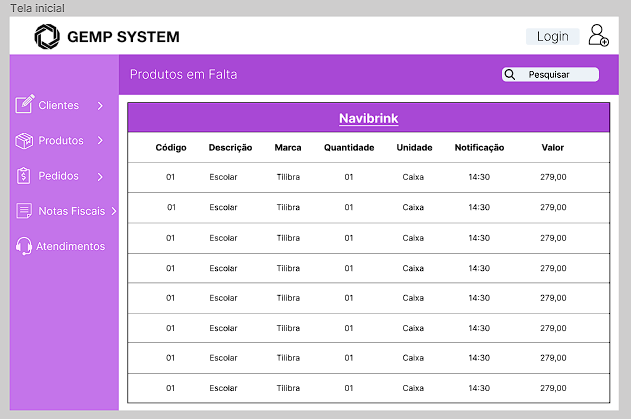 Tela inicial
GEMP SYSTEM
Login
Produtos em Falta
Pesquisar
Clientes
Produtos
Pedidos
Notas Fiscais
Atendimentos
Navibrink
Código Descrição Marca Quantidade Unidade Notificação Valor
01 Escolar Tilibra 01 Caixa 14:30 279,00
01 Escolar Tilibra 01 Caixa 14:30 279,00
01 Escolar Tilibra 01 Caixa 14:30 279,00
01 Escolar Tilibra 01 Caixa 14:30 279,00
01 Escolar Tilibra 01 Caixa 14:30 279,00
01 Escolar Tilibra 01 Caixa 14:30 279,00
01 Escolar Tilibra 01 Caixa 14:30 279,00
01 Escolar Tilibra 01 Caixa 14:30 279,00